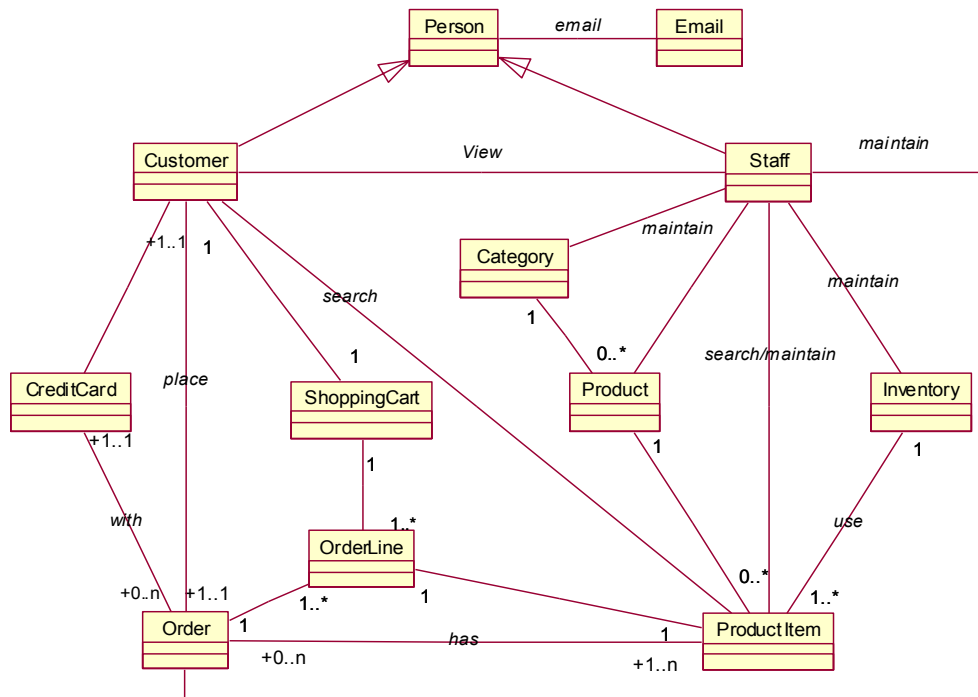 Person
email
Email
Customer
View
Staff
maintain
+1..1
1
Category
maintain
search
maintain
1
1
0..*
search/maintain
place
CreditCard
ShoppingCart
Product
Inventory
+1..1
1
1
1
with
1..*
use
OrderLine
+0..n
+1..1
1..*
1
0..*
1..*
Order
1
has
1
ProductItem
+0..n
+1..n